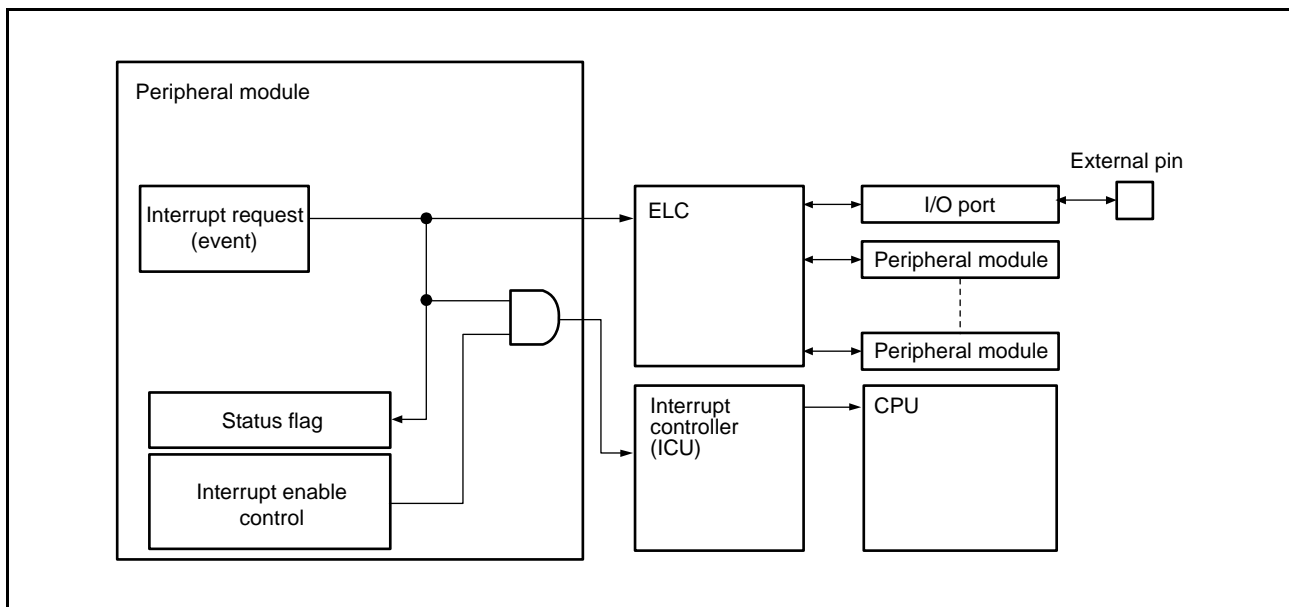 Peripheral module
Interrupt request
(event)
Status flag
Interrupt enable
control
ELC
I/O port
External pin
Peripheral module
Peripheral module
Interrupt
controller
(ICU)
CPU